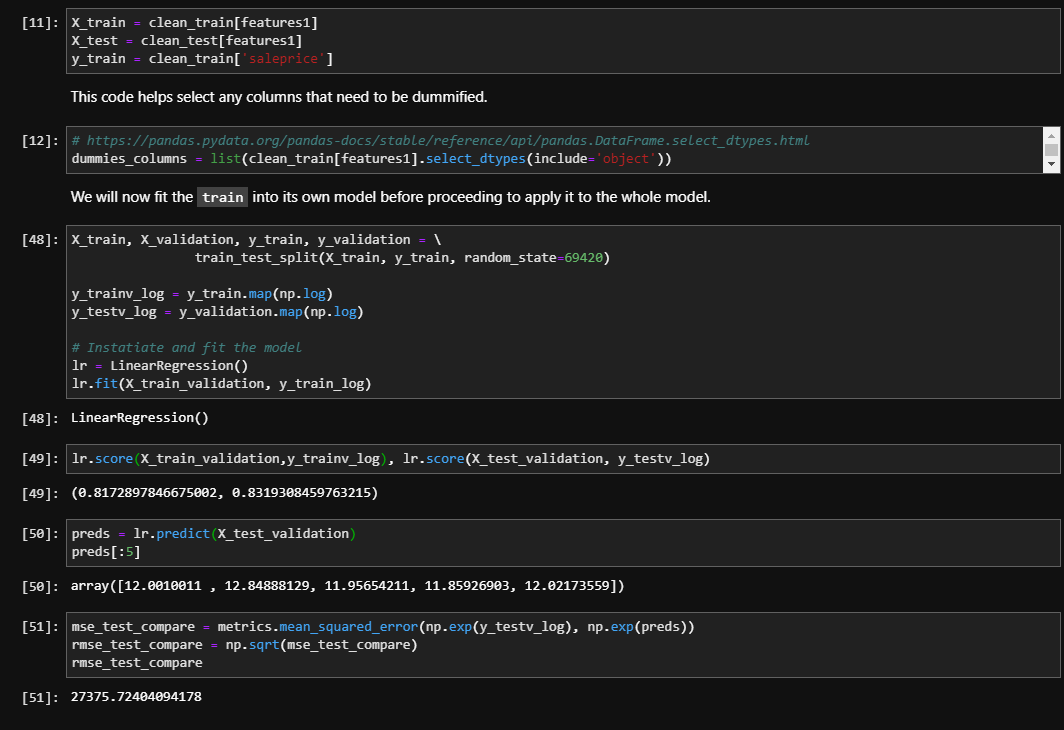 [11]: X_train = clean_train[features1]
X_test = clean_test[features1]
y_train = clean_train['saleprice']
This code helps select any columns that need to be dummified.
[12]: # https://pandas.pydata.org/pandas-docs/stable/reference/api/pandas.DataFrame.select_dtypes.html
dummies_columns = list(clean_train[features1].select_dtypes(include='object'))
We will now fit the train into its own model before proceeding to apply it to the whole model.
[48]: X_train, X_validation, y_train, y_validation = \
train_test_split(X_train, y_train, random_state=69420)
y_trainv_log = y_train.map(np.log)
y_testv_log = y_validation.map(np.log)
# Instatiate and fit the model
lr = LinearRegression()
lr.fit(X_train_validation, y_train_log)
[48]: LinearRegression()
[49]: lr.score(X_train_validation,y_trainv_log), lr.score(X_test_validation, y_testv_log)
[49]: (0.8172897846675002, 0.8319308459763215)
[50]: preds = lr.predict(X_test_validation)
preds[:5]
[50]: array([12.0010011 , 12.84888129, 11.95654211, 11.85926903, 12.02173559])
[51]: mse_test_compare = metrics.mean_squared_error(np.exp(y_testv_log), np.exp(preds))
rmse_test_compare = np.sqrt(mse_test_compare)
rmse_test_compare
[51]: 27375.72404094178